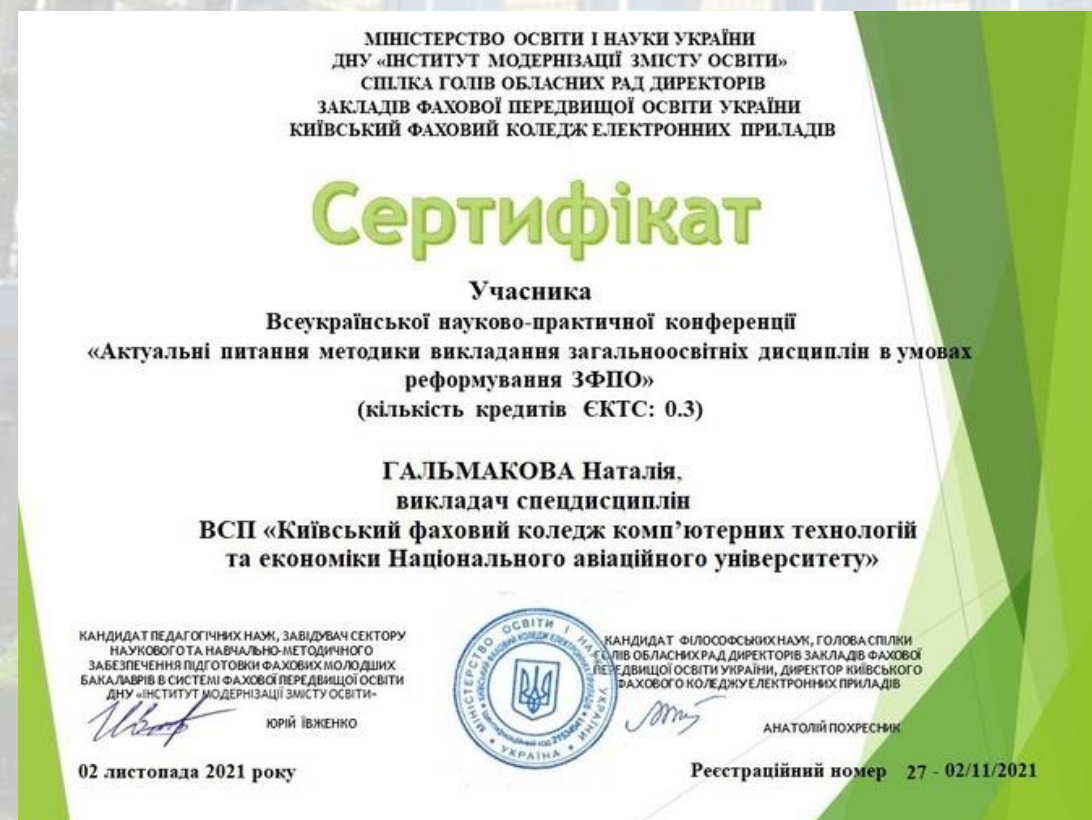 МІНІСТЕРСТВО ОСВІТИ І НАУКИ УКРАЇНИ
ДНУ «ІНСТИТУТ МОДЕРНІЗАЦІЇ ЗМІСТУ ОСВІТИ»
СПІЛКА ГОЛІВ ОБЛАСНИХ РАД ДИРЕКТОРІВ
ЗАКЛАДІВ ФАХОВОЇ ПЕРЕДВИЩОЇ ОСВІТИ УКРАЇНИ
КИЇВСЬКИЙ ФАХОВИЙ КОЛЕДЖ ЕЛЕКТРОННИХ ПРИЛАДІВ
Сертифікат
Учасника
Всеукраїнської науково-практичної конференції
«Актуальні питання методики викладання загальноосвітніх дисциплін в умовах
реформування ЗФПО»
(кількість кредитів ЄКТС: 0.3)
ГАЛЬМАКОВА Наталія,
викладач спецдисциплін
ВСП «Київський фаховий коледж комп’ютерних технологій
та економіки Національного авіаційного університету»
КАНДИДАТ ПЕДАГОГІЧНИХ НАУК, ЗАВІДУВАЧ СЕКТОРУ
НАУКОВОГО ТА НАВЧАЛЬНО-МЕТОДИЧНОГО
ЗАБЕЗПЕЧЕННЯ ПІДГОТОВКИ ФАХОВИХ МОЛОДШИХ
БАКАЛАВРІВ В СИСТЕМІ ФАХОВОЇ ПЕРЕДВИЩОЇ ОСВІТИ
ДНУ «ІНСТИТУТ МОДЕРНІЗАЦІЇ ЗМІСТУ ОСВІТИ»
ЮРІЙ ЇВЖЕНКО
МІНІСТЕРСТВО ОСВІТИ І НАУКИ УКРАЇНИ
УКРАЇНА
КАНДИДАТ ФІЛОСОФСЬКИХ НАУК, ГОЛОВА СПІЛКИ
ГОЛІВ ОБЛАСНИХ РАД ДИРЕКТОРІВ ЗАКЛАДІВ ФАХОВОЇ
ПЕРЕДВИЩОЇ ОСВІТИ УКРАЇНИ, ДИРЕКТОР КИЇВСЬКОГО
ФАХОВОГО КОЛЕДЖУ ЕЛЕКТРОННИХ ПРИЛАДІВ
АНАТОЛІЙ ПОХРЕСНИК
02 листопада 2021 року
Реєстраційний номер 27 - 02/11/2021